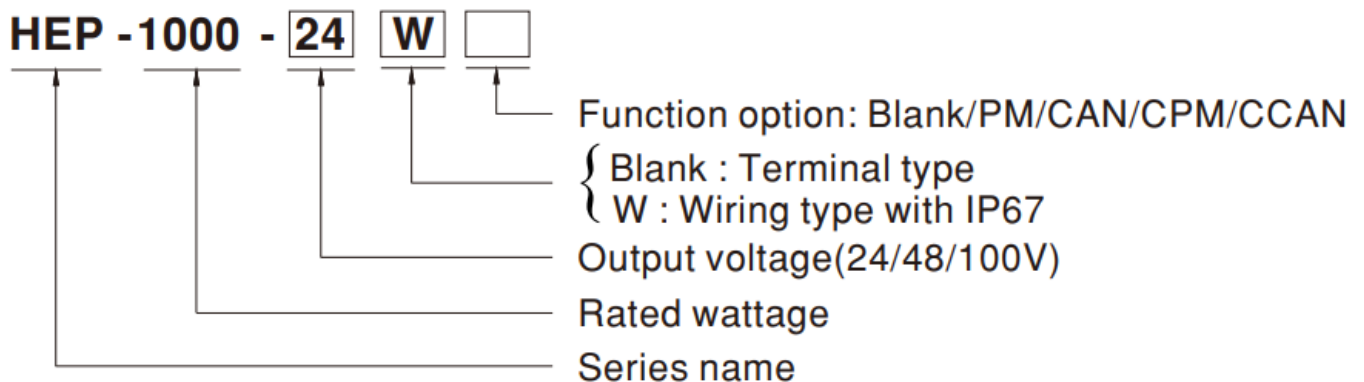 HEP - 1000 - 24 W
Function option: Blank/PM/CAN/CPM/CCAN
Blank : Terminal type
W : Wiring type with IP67
Output voltage(24/48/100V)
Rated wattage
Series name